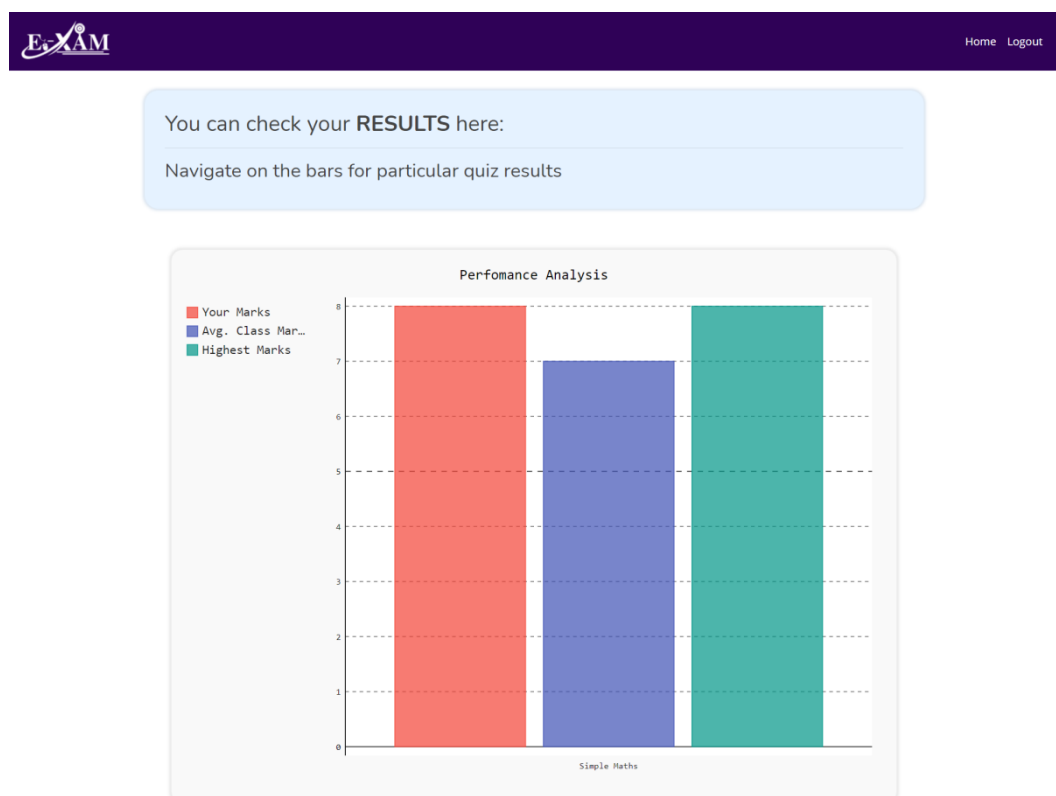 E-XAM
Home Logout
You can check your RESULTS here:
Navigate on the bars for particular quiz results
Perfomance Analysis
Your Marks
Avg. Class Mar…
Highest Marks
8
7
6
5
4
3
2
1
0
Simple Maths